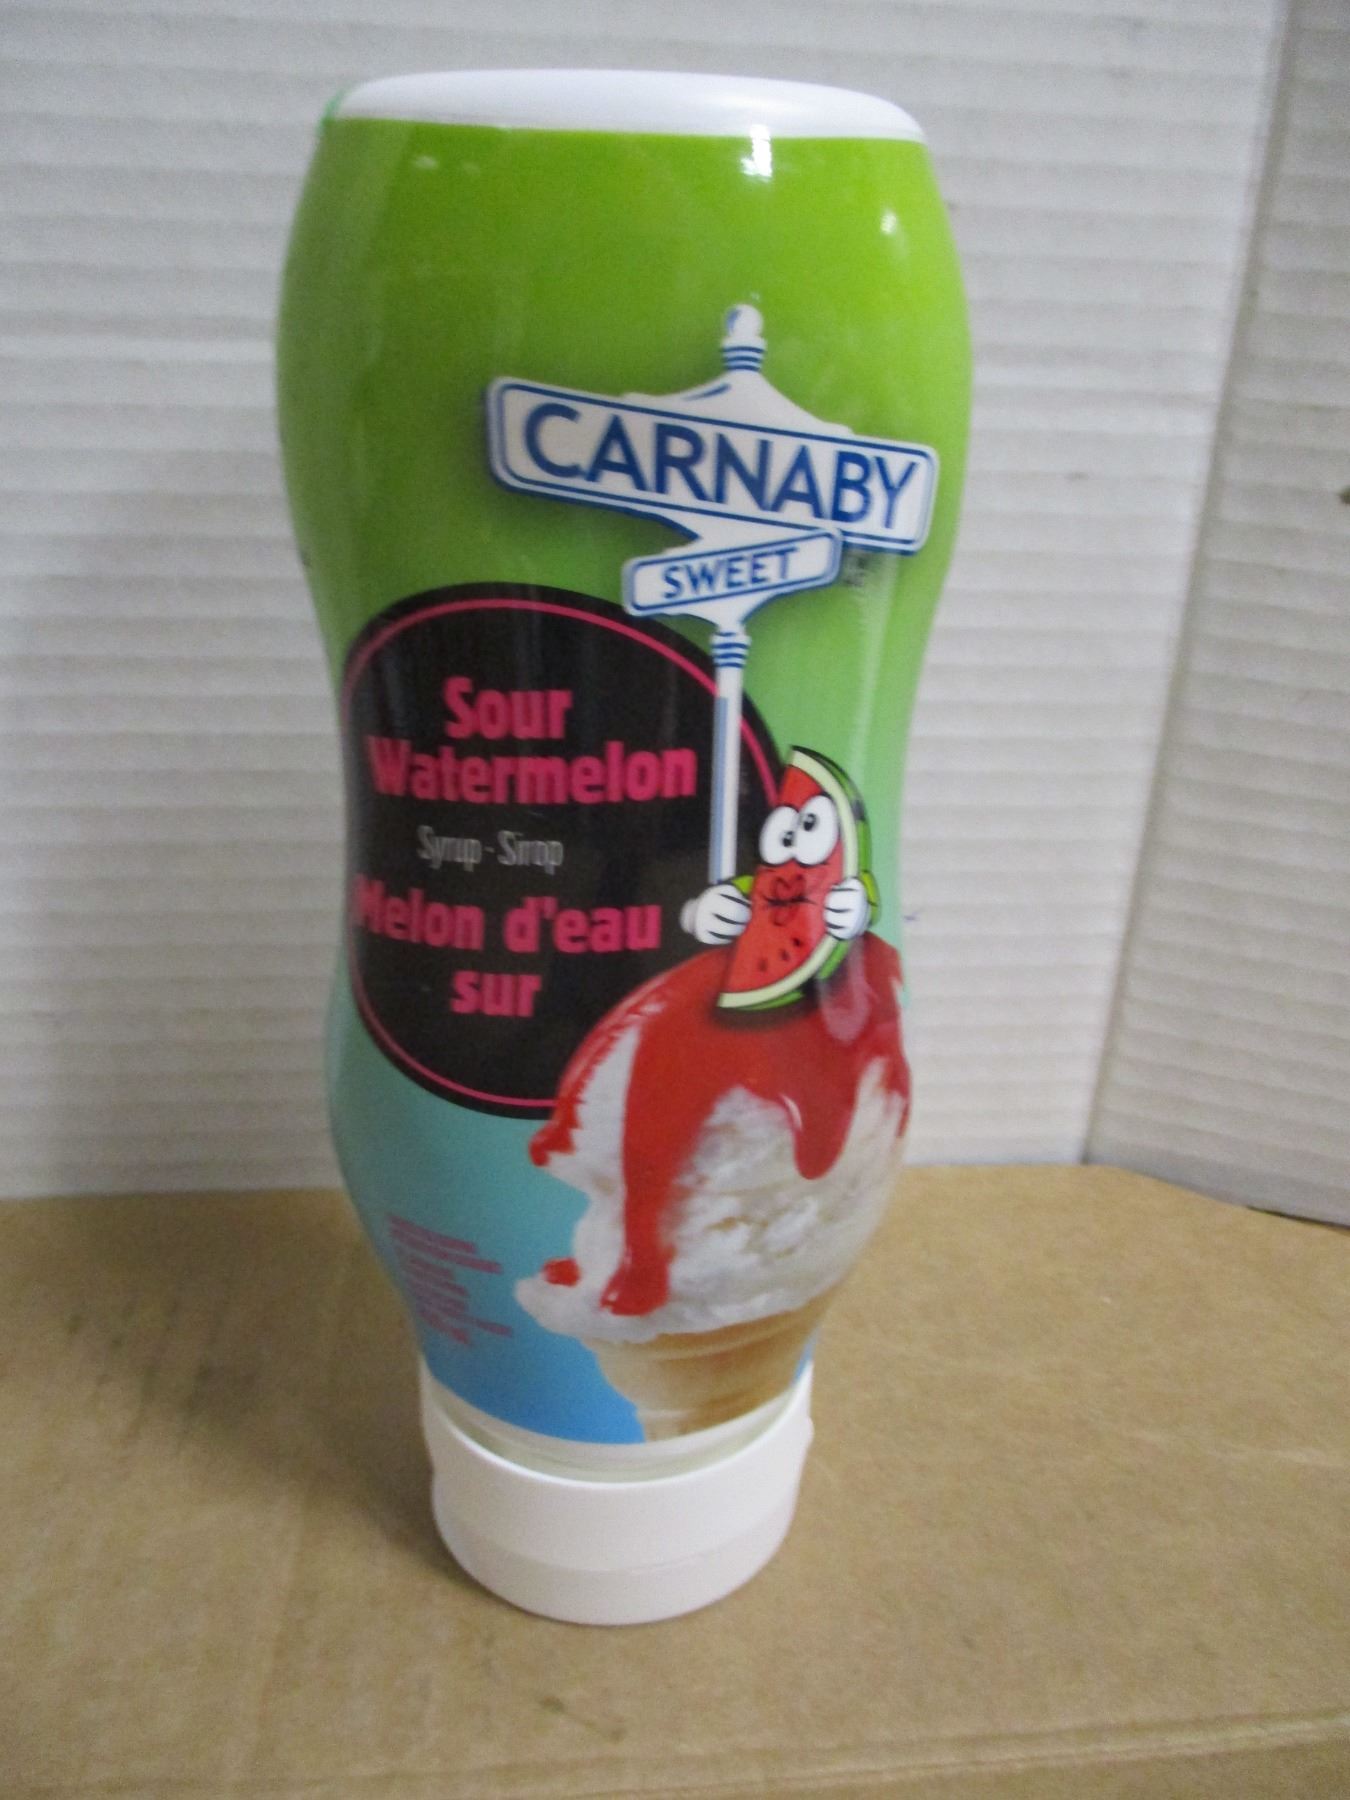 CARNABY
SWEET
Sour
Watermelon
Syrup - Sirop
Melon d'eau
sur